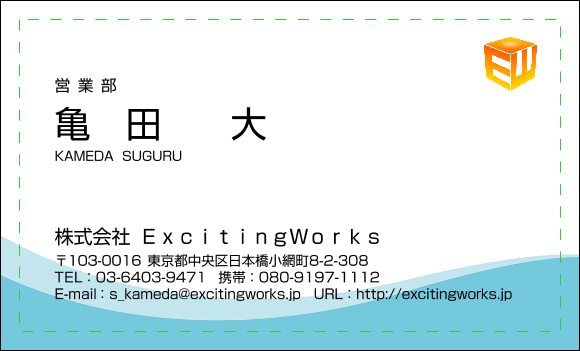 EW
営業部
亀田 大
KAMEDA SUGURU
株式会社 ExcitingWorks
〒103-0016 東京都中央区日本橋小網町8-2-308
TEL：03-6403-9471 携帯：080-9197-1112
E-mail：s_kameda@excitingworks.jp URL：http://excitingworks.jp